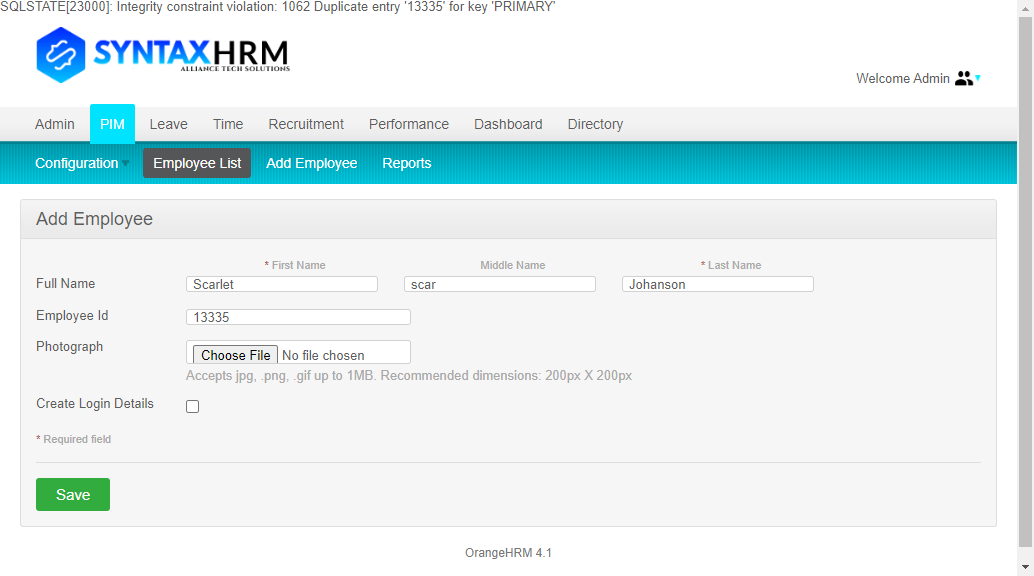 SQLSTATE[23000]: Integrity constraint violation: 1062 Duplicate entry '13335' for key 'PRIMARY'
SYNTAXHRM
ALLIANCE TECH SOLUTIONS
Welcome Admin
Admin PIM Leave Time Recruitment Performance Dashboard Directory
Configuration Employee List Add Employee Reports
Add Employee
* First Name Middle Name * Last Name
Full Name Scarlet scar Johanson
Employee Id 13335
Photograph Choose File No file chosen
Accepts jpg, .png, .gif up to 1MB. Recommended dimensions: 200px X 200px
Create Login Details
* Required field
Save
OrangeHRM 4.1